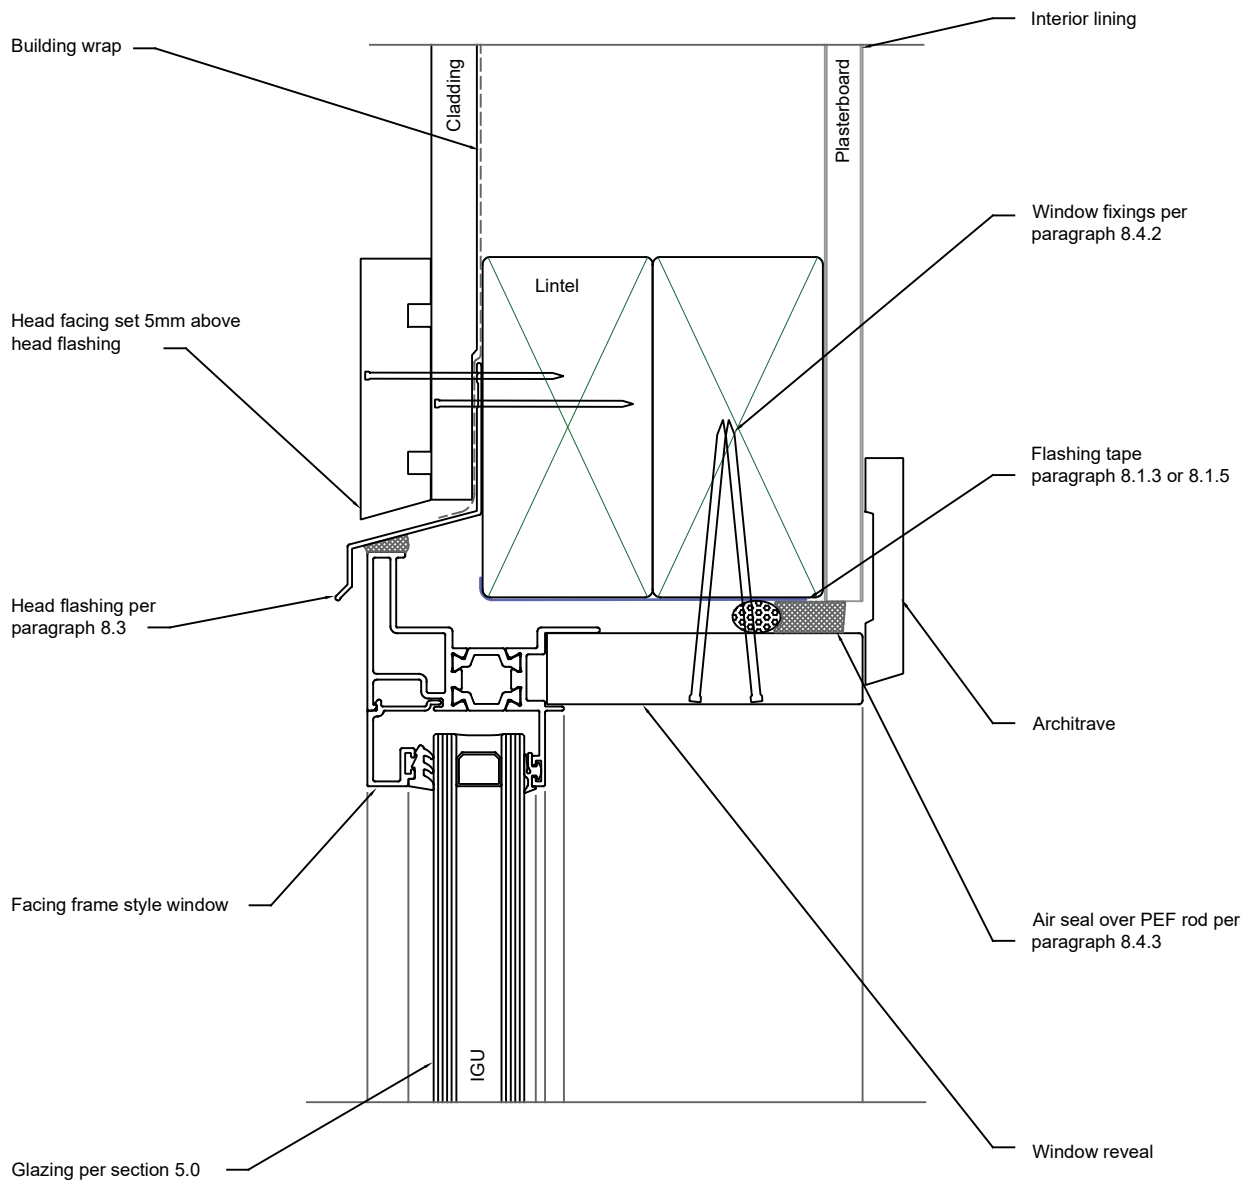 Interior lining
Building wrap
Cladding
Plasterboard
Window fixings per
paragraph 8.4.2
Lintel
Head facing set 5mm above
head flashing
Flashing tape
paragraph 8.1.3 or 8.1.5
Head flashing per
paragraph 8.3
Architrave
Facing frame style window
Air seal over PEF rod per
paragraph 8.4.3
IGU
Window reveal
Glazing per section 5.0